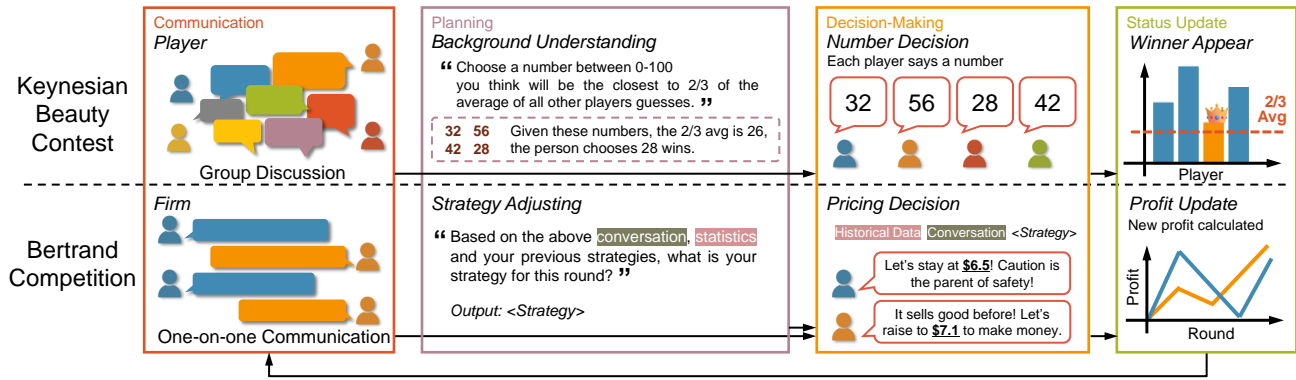 Keynesian
Beauty
Contest
Bertrand
Competition
Communication
Player
Group Discussion
Firm
One-on-one Communication
Planning
Background Understanding
“ Choose a number between 0-100
you think will be the closest to 2/3 of the
average of all other players guesses. ”
32 56
42 28
Given these numbers, the 2/3 avg is 26,
the person chooses 28 wins.
Strategy Adjusting
“ Based on the above conversation, statistics
and your previous strategies, what is your
strategy for this round? ”
Output: <Strategy>
Decision-Making
Number Decision
Each player says a number
32 56 28 42
Pricing Decision
Historical Data Conversation <Strategy>
Let’s stay at $6.5! Caution is
the parent of safety!
It sells good before! Let’s
raise to $7.1 to make money.
Status Update
Winner Appear
2/3
Avg
Player
Profit Update
New profit calculated
Profit
Round